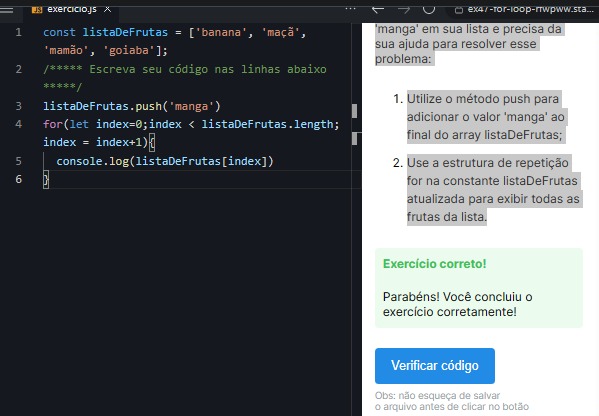 exercicio.js
ex47-for-loop-rfwpww.sta...
1 const listaDeFrutas = ['banana', 'maçã',
'mamão', 'goiaba'];
2 /***** Escreva seu código nas linhas abaixo
*****/
3 listaDeFrutas.push('manga')
4 for(let index=0;index < listaDeFrutas.length;
index = index+1){
5 console.log(listaDeFrutas[index])
6 }
'manga' em sua lista e precisa da
sua ajuda para resolver esse
problema:
1. Utilize o método push para
adicionar o valor 'manga' ao
final do array listaDeFrutas;
2. Use a estrutura de repetição
for na constante listaDeFrutas
atualizada para exibir todas as
frutas da lista.
Exercício correto!
Parabéns! Você concluiu o
exercício corretamente!
Verificar código
Obs: não esqueça de salvar
o arquivo antes de clicar no botão